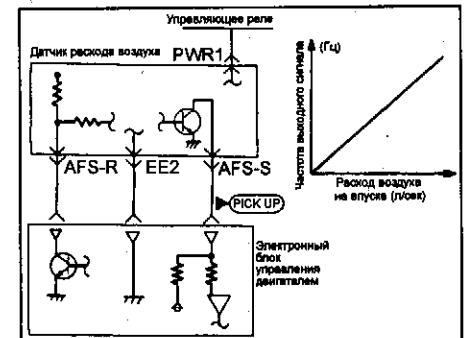 Управляющее реле
Датчик расхода воздуха
PWR1
AFS-R
EE2
AFS-S
PICK UP
Электронный
блок
управления
двигателем
(Гц)
Частота выходного сигнала
Расход воздуха
на впуске (л/сек)